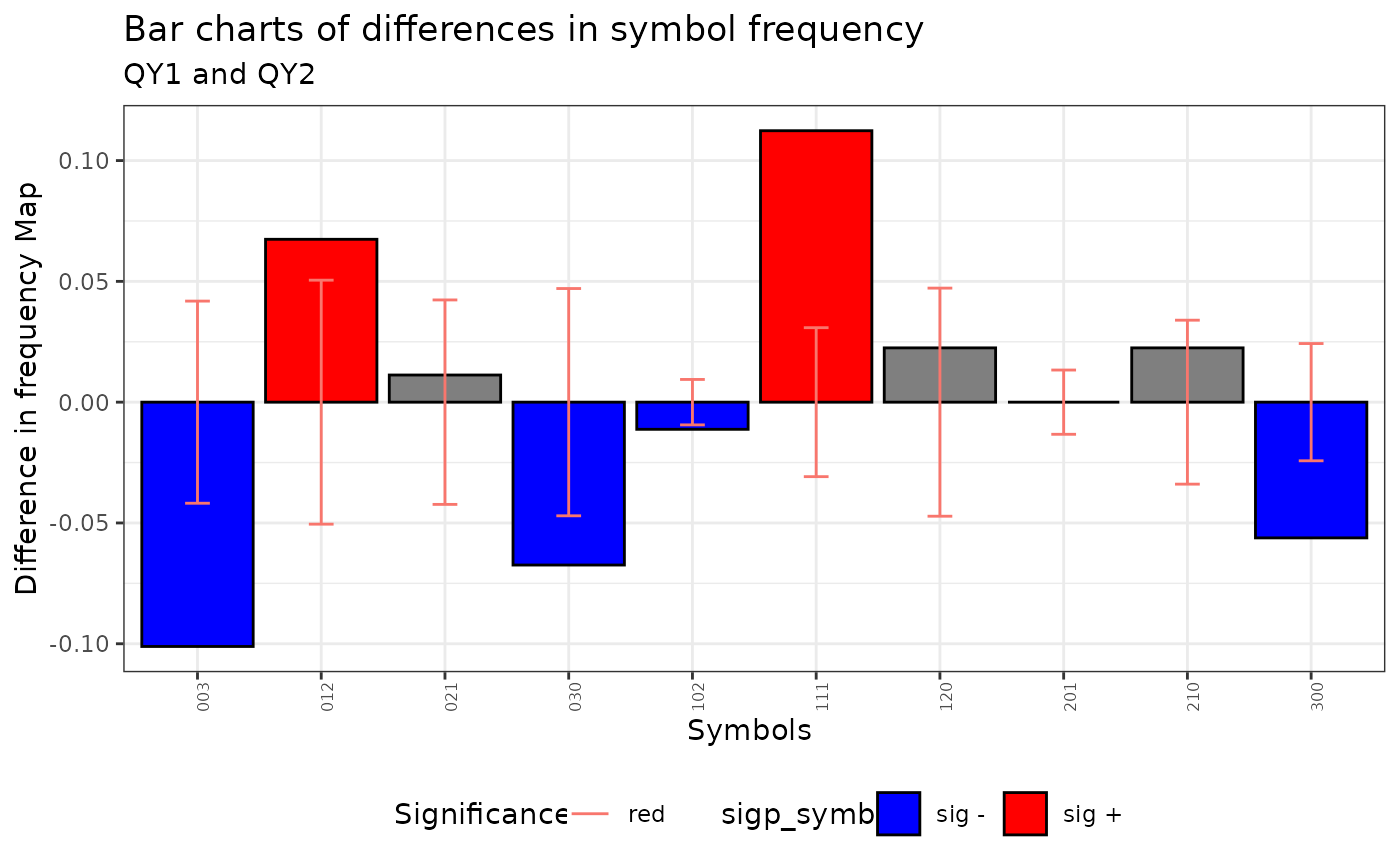 Bar charts of differences in symbol frequency
QY1 and QY2
Difference in frequency Map
0.10
0.05
0.00
-0.05
-0.10
003 012 021 030 102 111 120 201 210 300
Symbols
Significance red sigp_symb sig - sig +